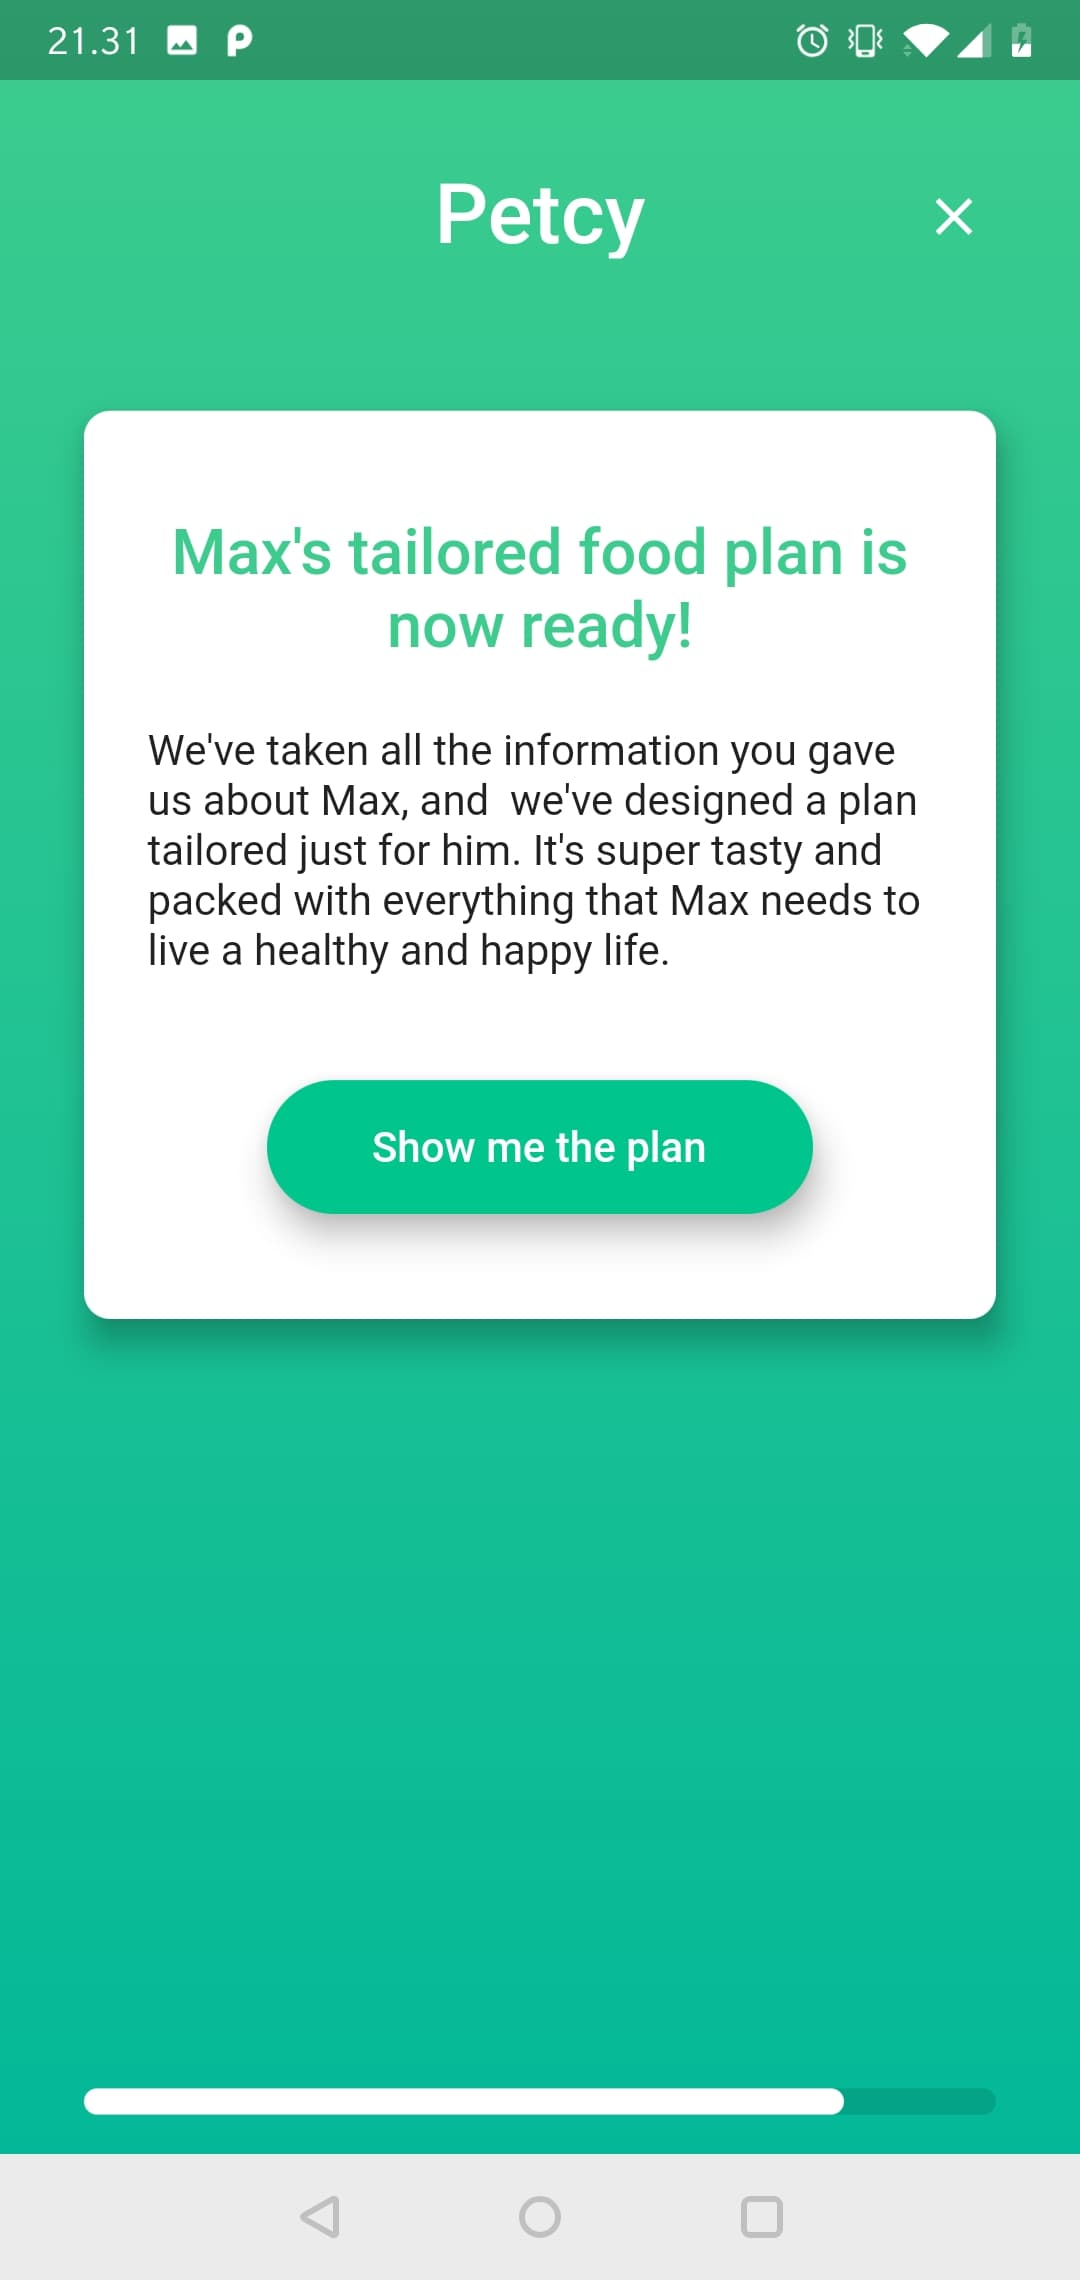 21.31
Petcy
Max's tailored food plan is
now ready!
We've taken all the information you gave
us about Max, and  we've designed a plan
tailored just for him. It's super tasty and
packed with everything that Max needs to
live a healthy and happy life.
Show me the plan